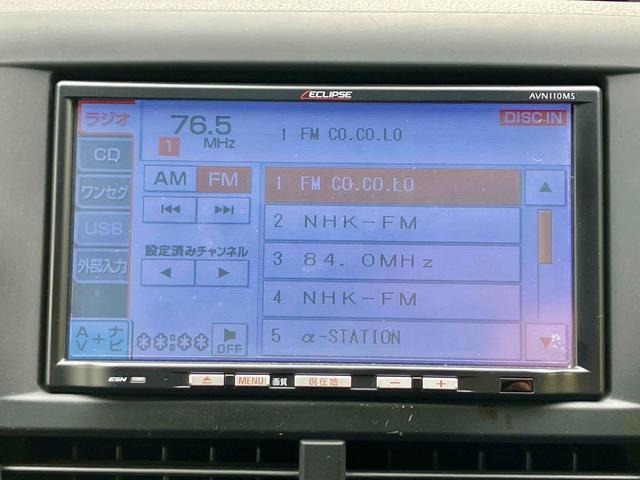 ECLIPSE
AVN110MS
ラジオ
76.5
MHz
1
1 FM CO.CO.LO
DISC IN
CD
AM
FM
1 FM CO.CO.LO
ワンセグ
2 NHK-FM
USB
設定済みチャンネル
3 84.0MHz
外部入力
4 NHK-FM
AV+ナビ
OFF
5 α-STATION
ESN
MENU
画質
現在地